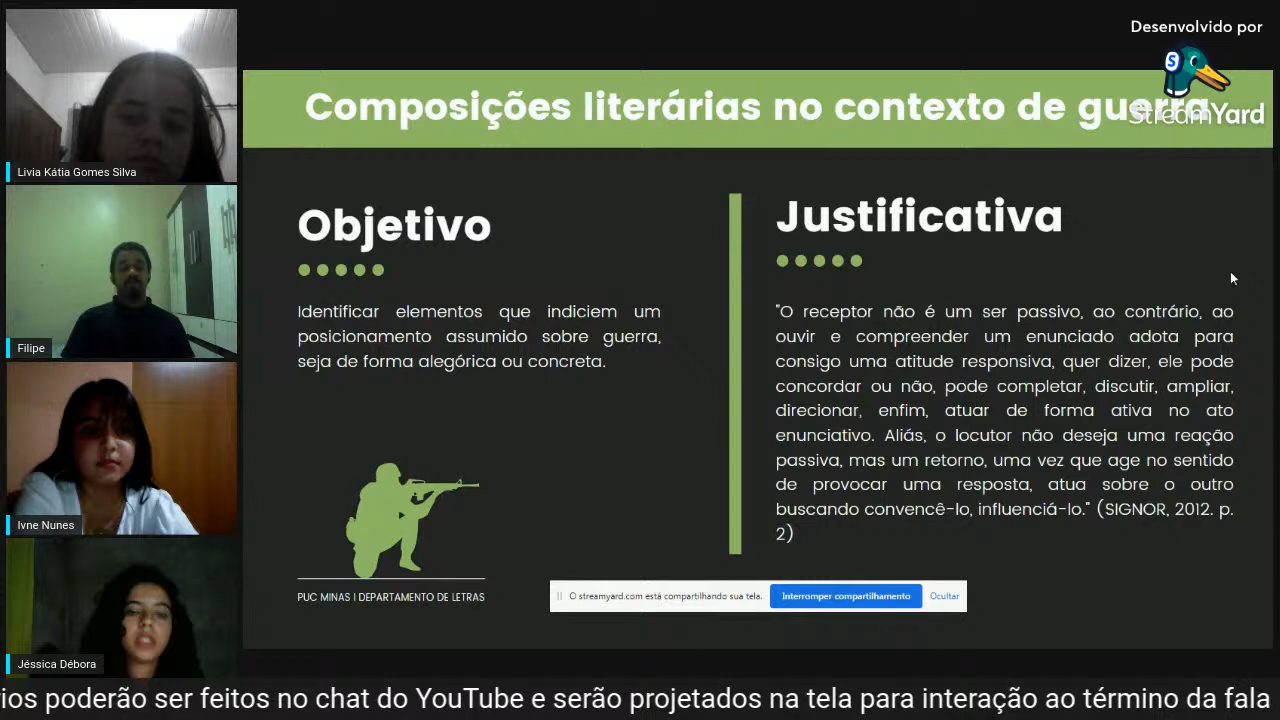 Desenvolvido por
StreamYard
Composições literárias no contexto de guerra
Objetivo
Identificar elementos que indiciem um
posicionamento assumido sobre guerra,
seja de forma alegórica ou concreta.
PUC MINAS I DEPARTAMENTO DE LETRAS
Justificativa
"O receptor não é um ser passivo, ao contrário, ao
ouvir e compreender um enunciado adota para
consigo uma atitude responsiva, quer dizer, ele pode
concordar ou não, pode completar, discutir, ampliar,
direcionar, enfim, atuar de forma ativa no ato
enunciativo. Aliás, o locutor não deseja uma reação
passiva, mas um retorno, uma vez que age no sentido
de provocar uma resposta, atua sobre o outro
buscando convencê-lo, influenciá-lo." (SIGNOR, 2012. p.
2)
O streamyard.com está compartilhando sua tela.
Interromper compartilhamento
Ocultar
Livia Kátia Gomes Silva
Filipe
Ivne Nunes
Jéssica Débora
rios poderão ser feitos no chat do YouTube e serão projetados na tela para interação ao término da fala